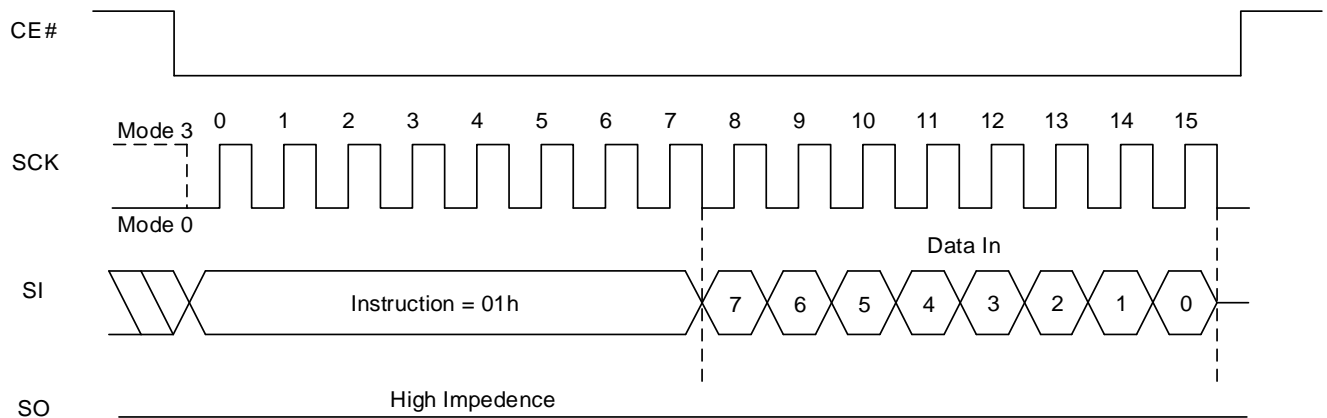 CE#
0 1 2 3 4 5 6 7 8 9 10 11 12 13 14 15
Mode 3
SCK
Mode 0
Data In
SI
Instruction = 01h
7 6 5 4 3 2 1 0
High Impedence
SO